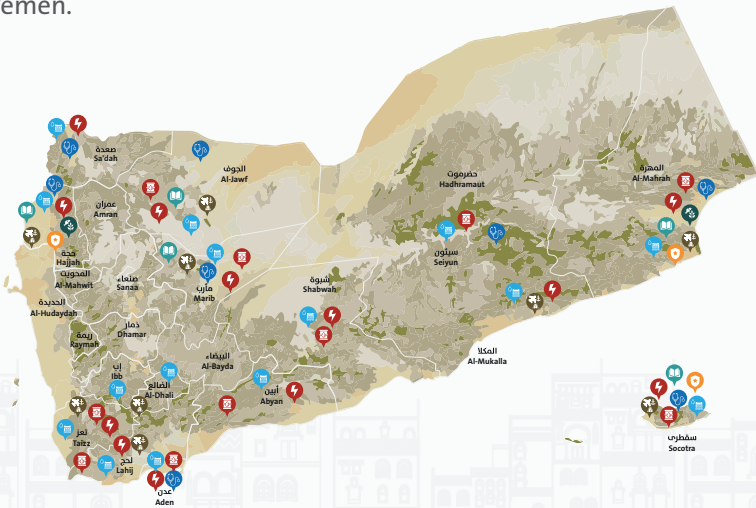 emen.
صعدة
Sa'dah
الجوف
Al-Jawf
حضرموت
Hadhramaut
المهرة
Al-Mahrah
عمران
Amran
حجة
Hajjah
المحويت
Al-Mahwit
صنعاء
Sanaa
مأرب
Marib
سيئون
Seiyun
شبوة
Shabwah
الحديدة
Al-Hudaydah
ذمار
Dhamar
ريمة
Raymah
البيضاء
Al-Bayda
المكلا
Al-Mukalla
إب
Ibb
الضالع
Al-Dhali
أبين
Abyan
تعز
Taizz
لحج
Lahij
عدن
Aden
سقطرى
Socotra